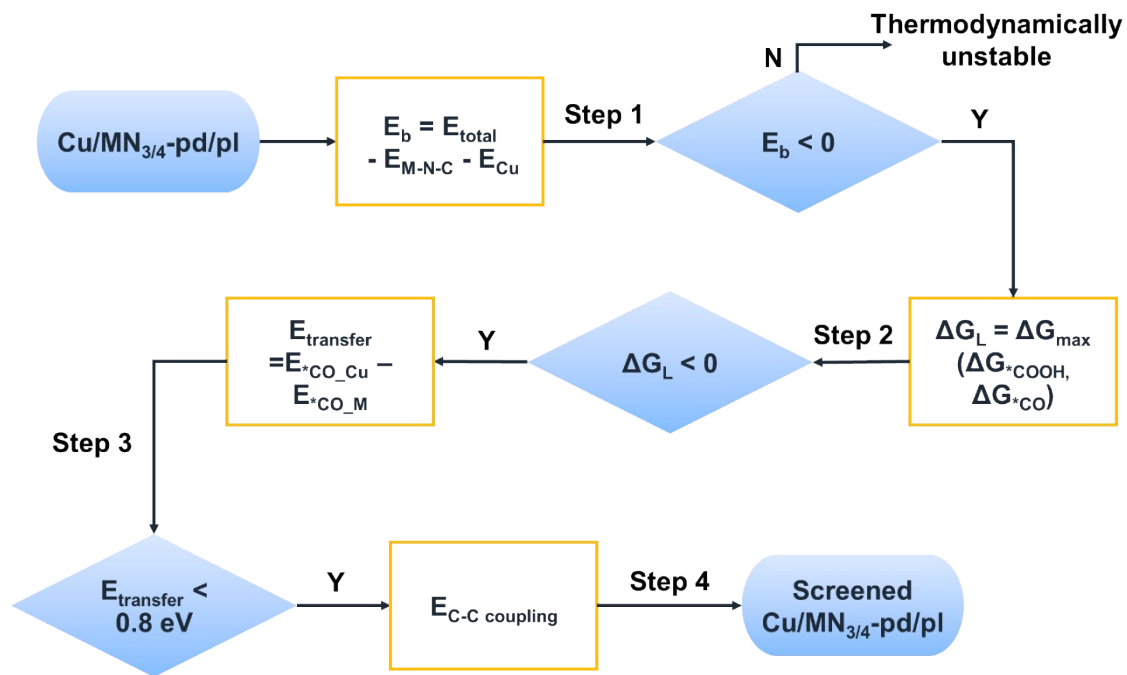 Thermodynamically
unstable
N
Cu/MN3/4-pd/pl
Eb = Etotal
- EM-N-C - ECu
Step 1
Eb < 0
Y
ΔGL = ΔGmax
(ΔG*COOH,
ΔG*CO)
Step 2
ΔGL < 0
Y
Etransfer
=E*CO_Cu –
E*CO_M
Step 3
Etransfer <
0.8 eV
Y
EC-C coupling
Step 4
Screened
Cu/MN3/4-pd/pl